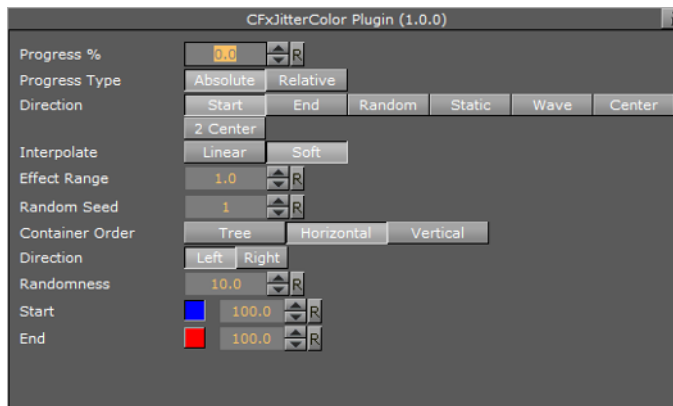 CFxJitterColor Plugin (1.0.0)
Progress % 0.0 R
Progress Type Absolute Relative
Direction Start End Random Static Wave Center
2 Center
Interpolate Linear Soft
Effect Range 1.0 R
Random Seed 1 R
Container Order Tree Horizontal Vertical
Direction Left Right
Randomness 10.0 R
Start 100.0 R
End 100.0 R